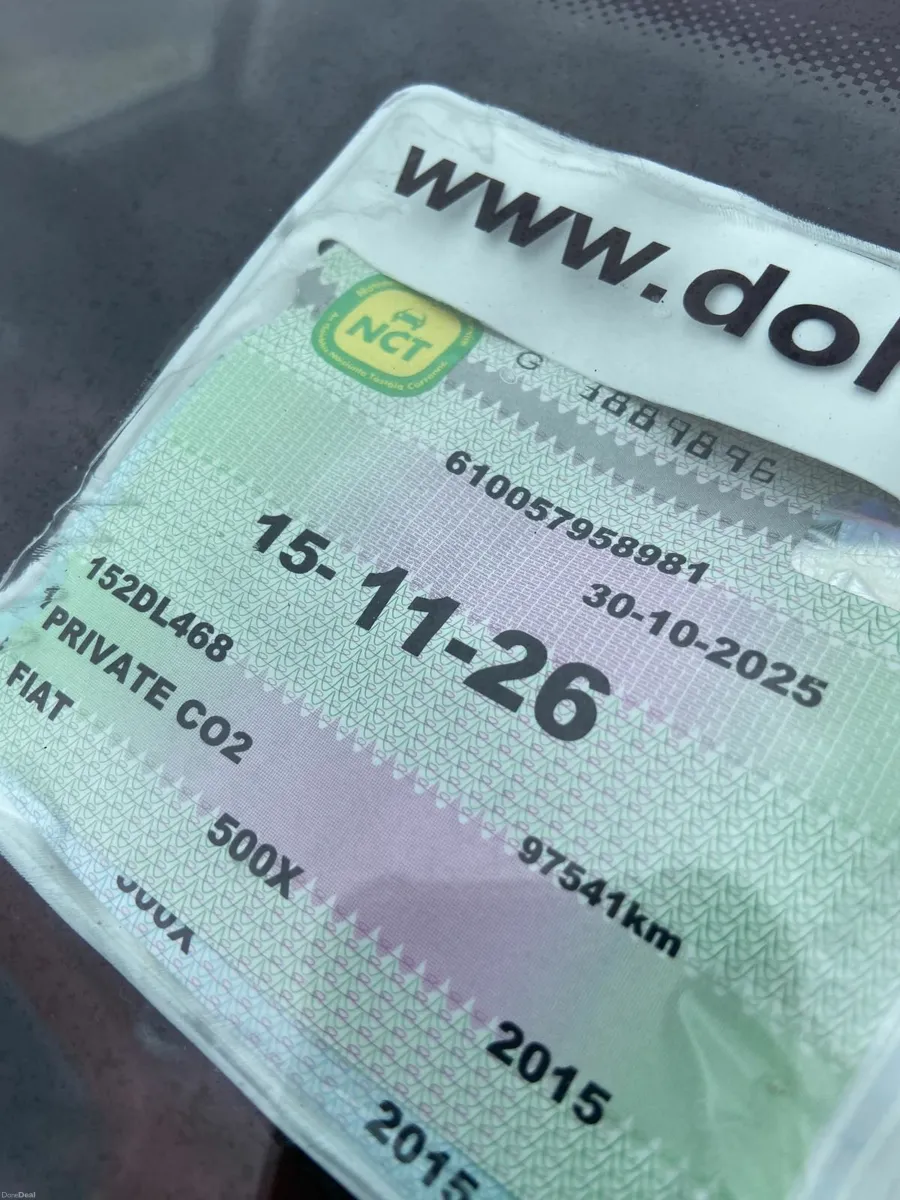 www.dol
NCT
G 3889896
610057958981
30-10-2025
15-11-26
152DL468
PRIVATE CO2
FIAT
97541km
500X
500X
2015
2015
DoneDeal